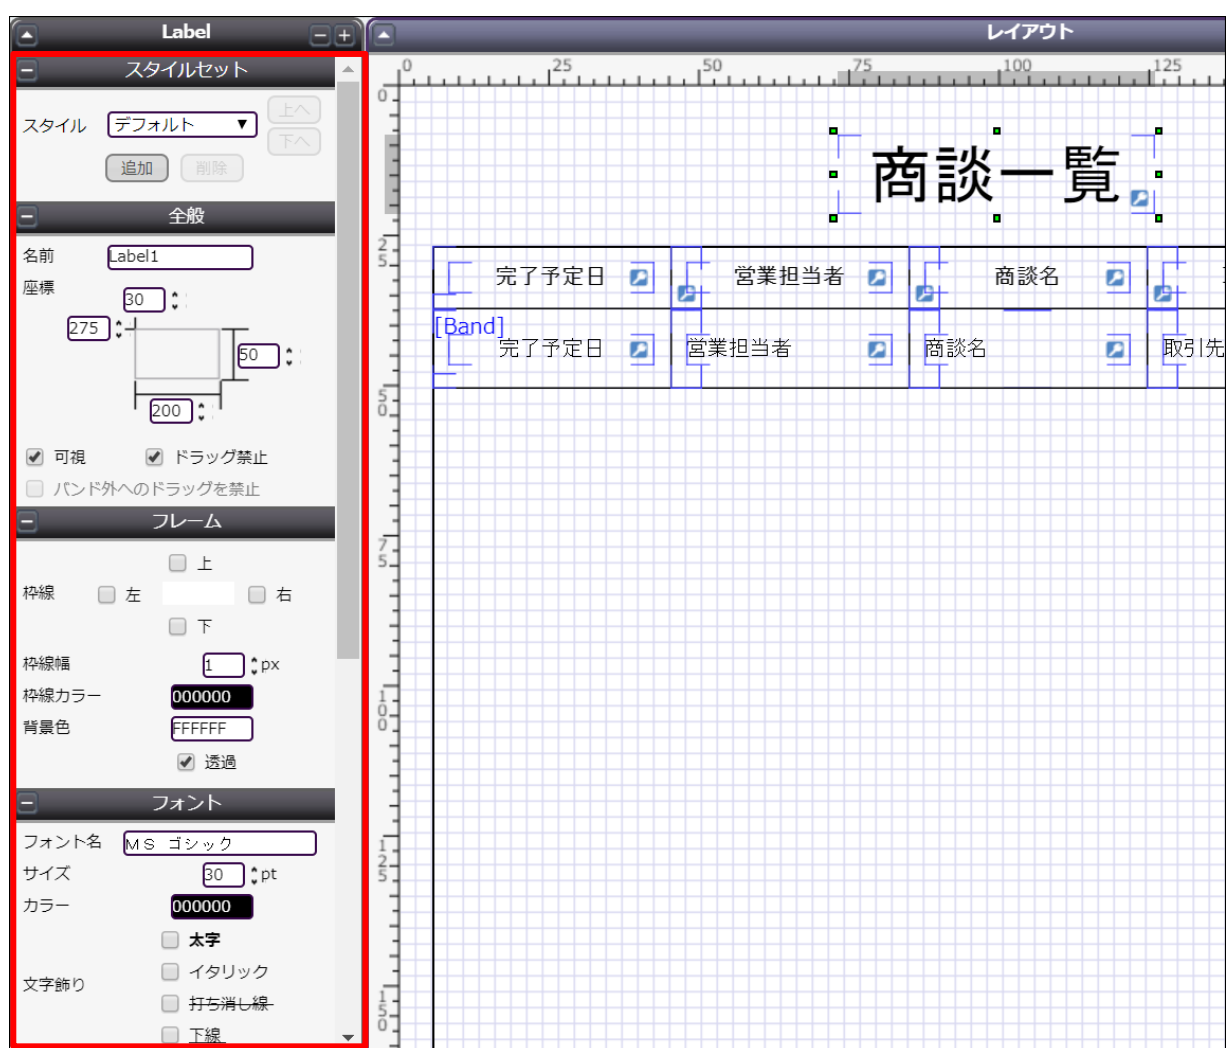 Label
スタイルセット
スタイル
デフォルト
上へ
下へ
追加
削除
全般
名前
Label1
座標
30
275
50
200
可視
ドラッグ禁止
バンド外へのドラッグを禁止
フレーム
上
枠線
左
右
下
枠線幅
1
px
枠線カラー
000000
背景色
FFFFFF
透過
フォント
フォント名
ＭＳ ゴシック
サイズ
30
pt
カラー
000000
太字
イタリック
文字飾り
打ち消し線
下線
レイアウト
0 25 50 75 100 125
0
商談一覧
25
完了予定日 営業担当者 商談名
[Band]
完了予定日 営業担当者 商談名 取引先
50
75
100
125
150